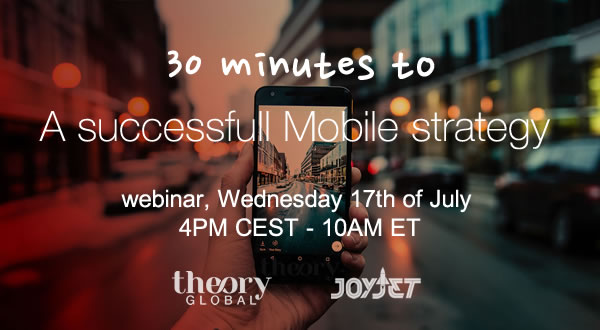 30 minutes to
A successfull Mobile strategy
webinar, Wednesday 17th of July
4PM CEST - 10AM ET
theory
GLOBAL
JOYJET